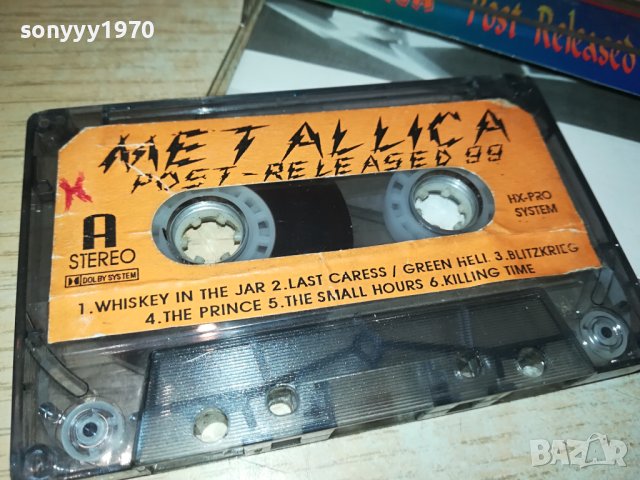 sonyyy1970
Post Released
METALLICA
POST-RELEASED 99
A
STEREO
DOLBY SYSTEM
HX-PRO
SYSTEM
1.WHISKEY IN THE JAR 2.LAST CARESS / GREEN HELL 3.BLITZKRIEG
4.THE PRINCE 5.THE SMALL HOURS 6.KILLING TIME
BAZAR